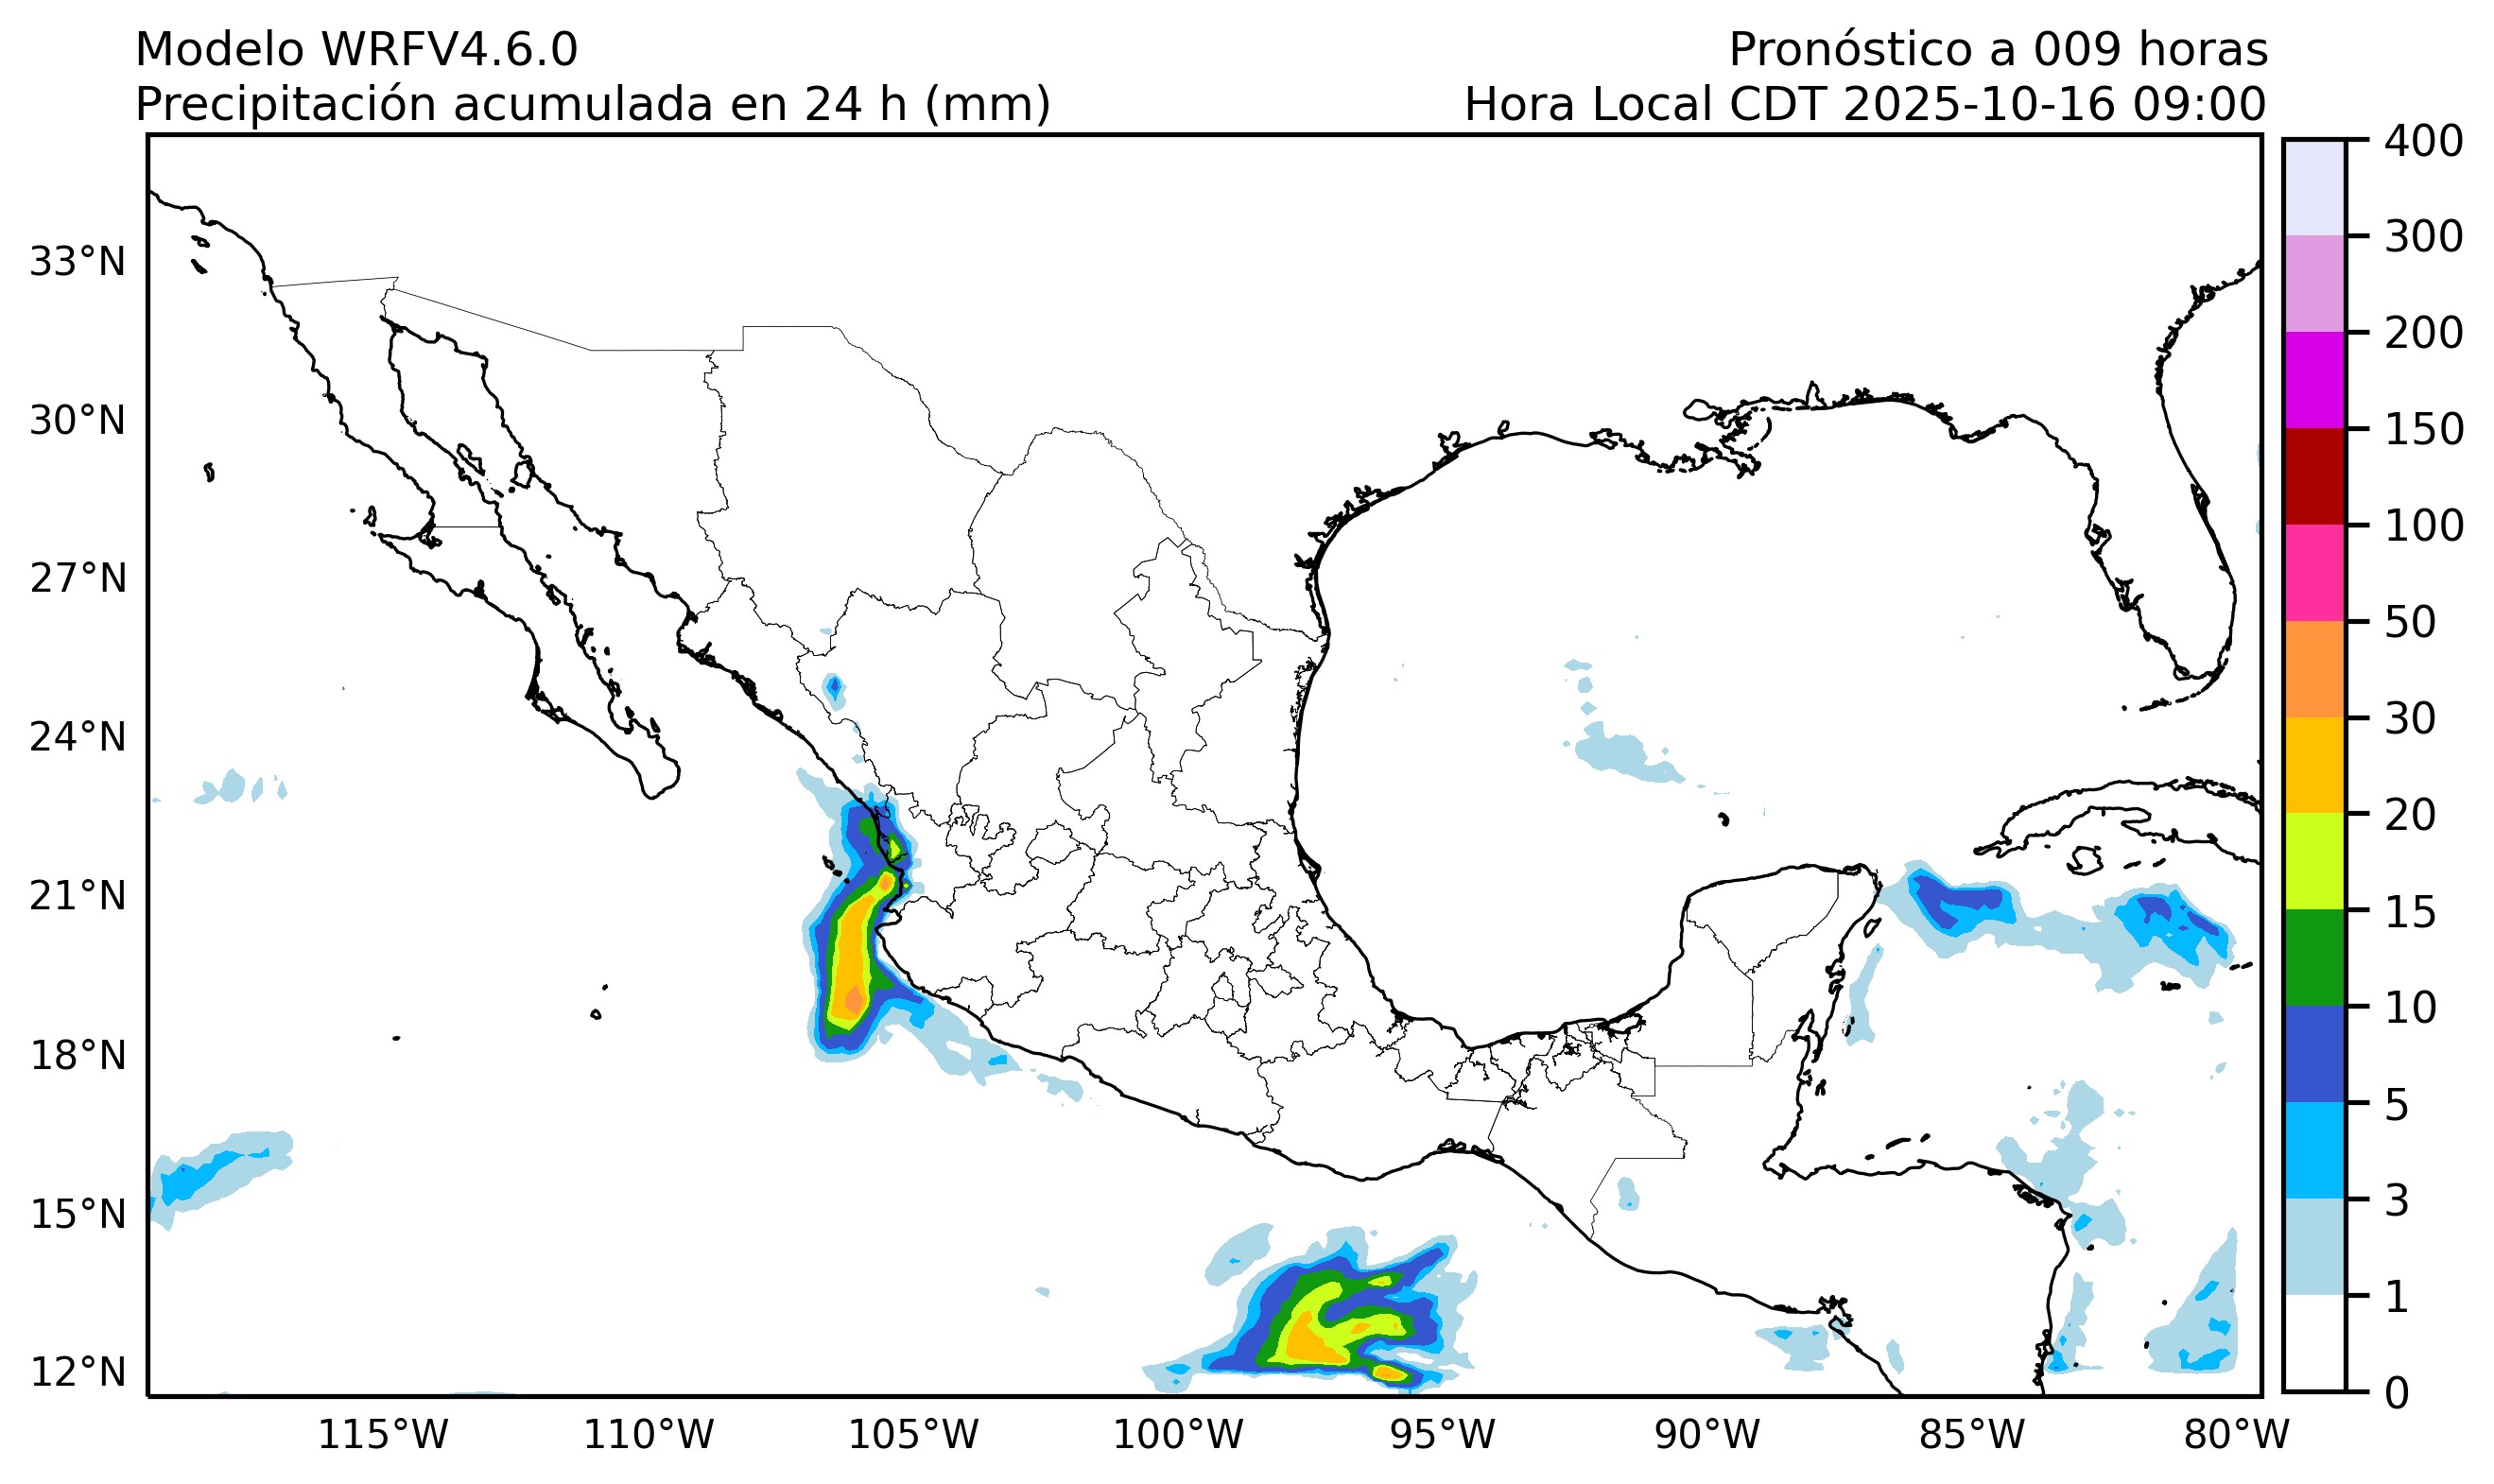 Modelo WRFV4.6.0
Pronóstico a 009 horas
Precipitación acumulada en 24 h (mm)
Hora Local CDT 2025-10-16 09:00
400
300
200
150
100
50
30
20
15
10
5
3
1
0
33°N
30°N
27°N
24°N
21°N
18°N
15°N
12°N
115°W
110°W
105°W
100°W
95°W
90°W
85°W
80°W